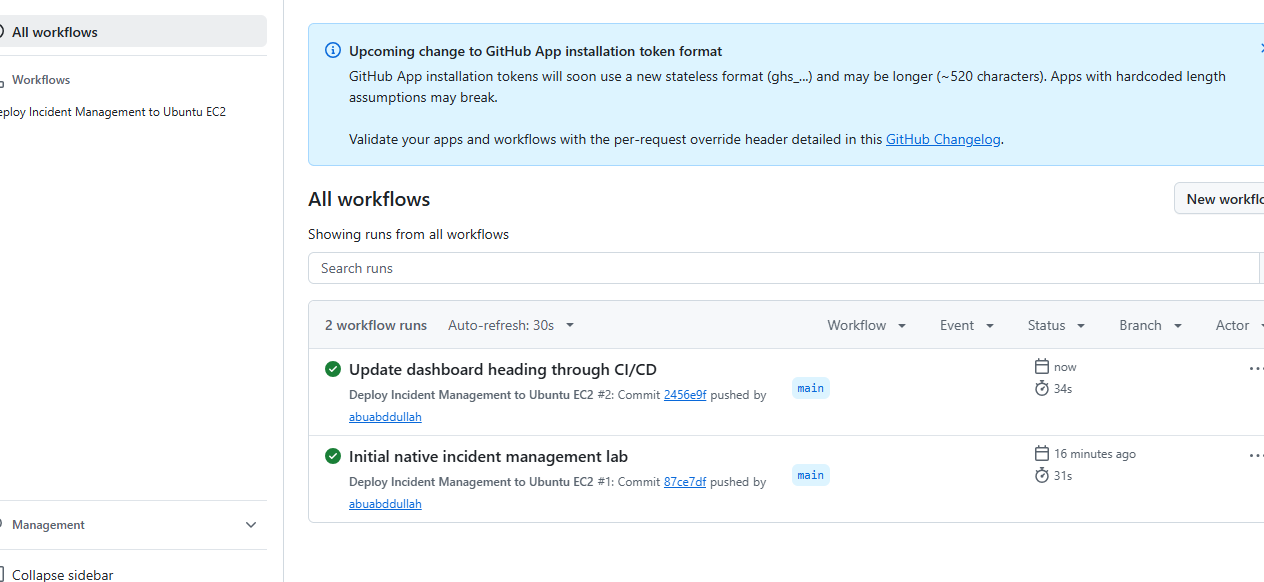 All workflows
Workflows
eploy Incident Management to Ubuntu EC2
Management
Collapse sidebar
Upcoming change to GitHub App installation token format
GitHub App installation tokens will soon use a new stateless format (ghs_...) and may be longer (~520 characters). Apps with hardcoded length
assumptions may break.
Validate your apps and workflows with the per-request override header detailed in this GitHub Changelog.
All workflows
New workflo
Showing runs from all workflows
Search runs
2 workflow runs Auto-refresh: 30s Workflow Event Status Branch Actor
Update dashboard heading through CI/CD
Deploy Incident Management to Ubuntu EC2 #2: Commit 2456e9f pushed by
abuabddullah
main
now
34s
Initial native incident management lab
Deploy Incident Management to Ubuntu EC2 #1: Commit 87ce7df pushed by
abuabddullah
main
16 minutes ago
31s